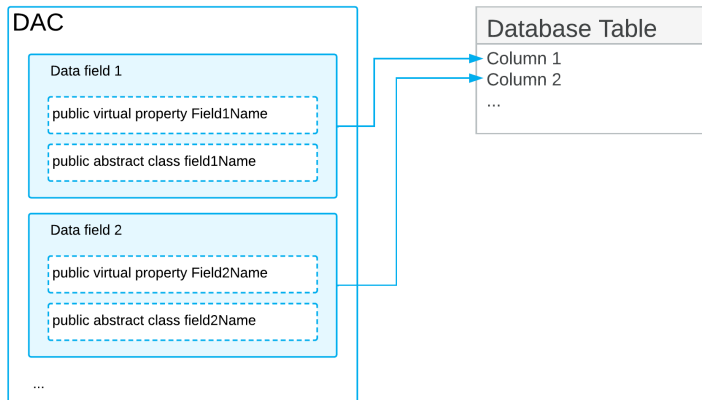 DAC
Data field 1
public virtual property Field1Name
public abstract class field1Name
Data field 2
public virtual property Field2Name
public abstract class field2Name
...
Database Table
Column 1
Column 2
...